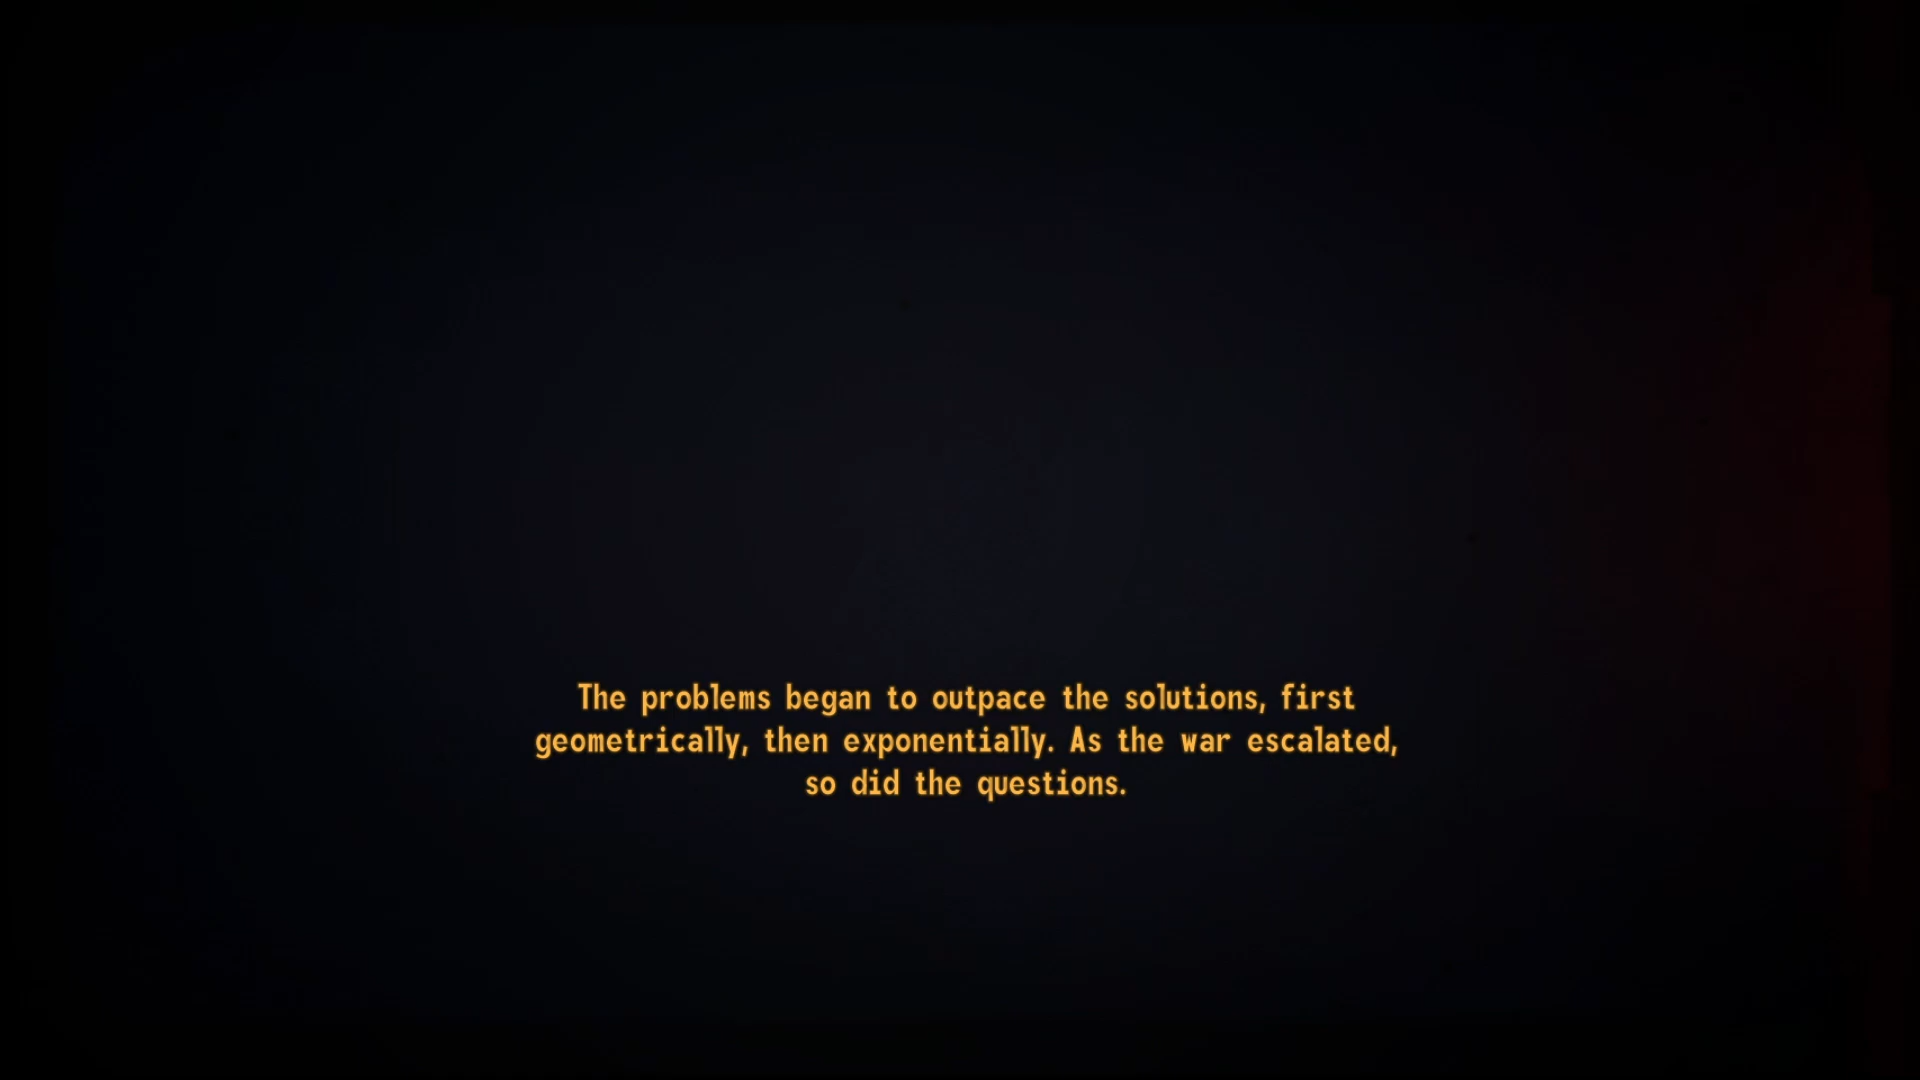 The problems began to outpace the solutions, first
geometrically, then exponentially. As the war escalated,
so did the questions.